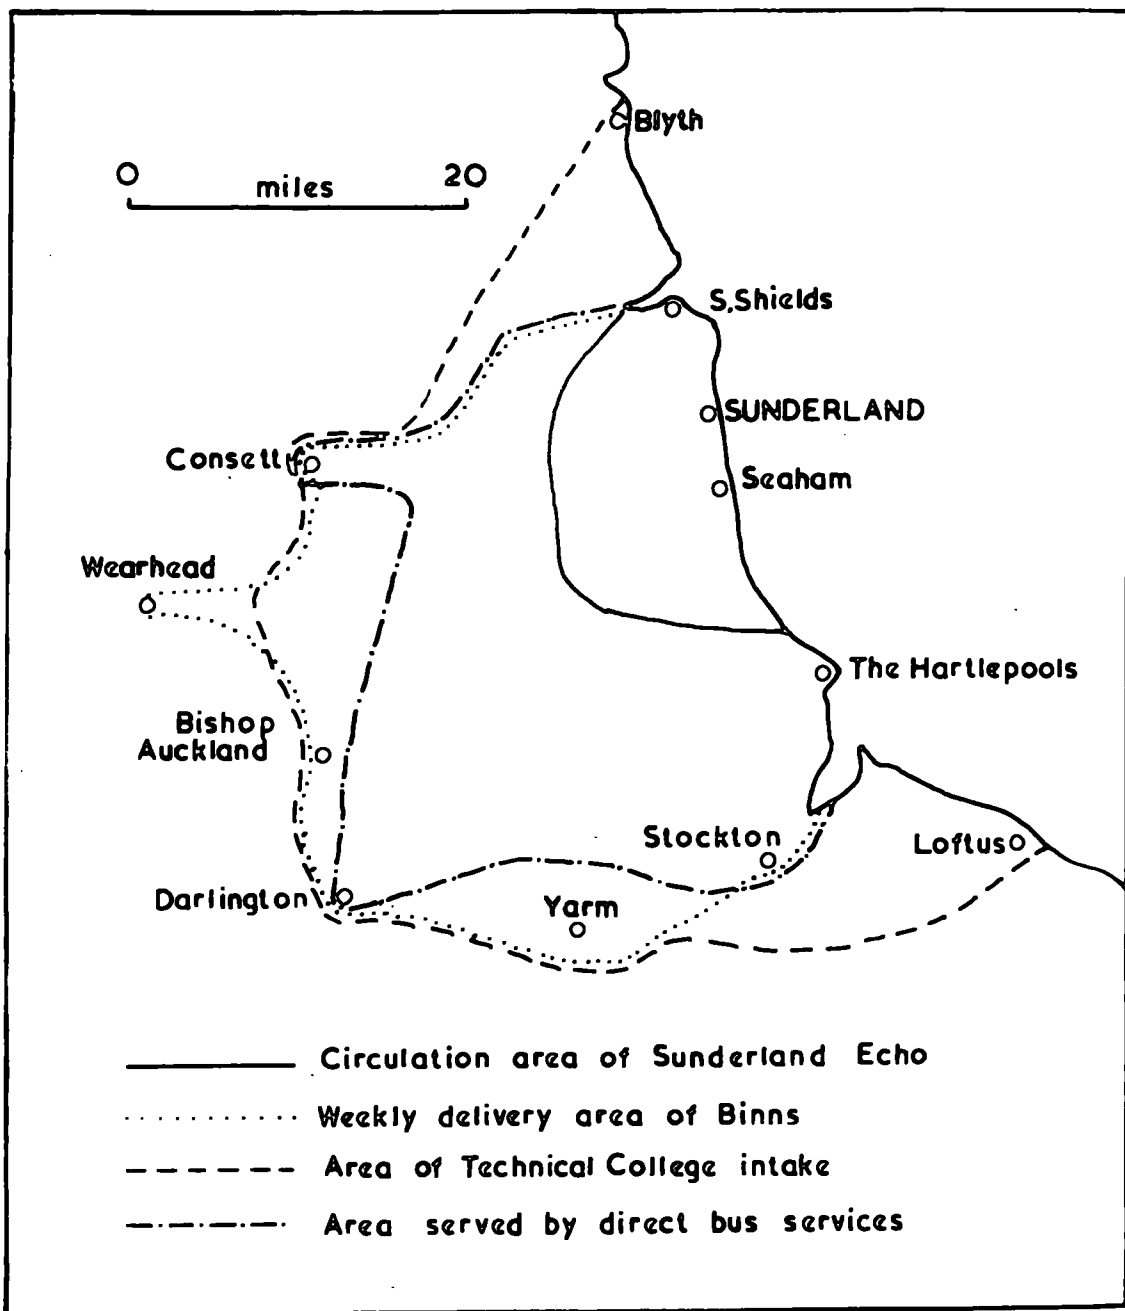 Blyth
0 20
miles
S.Shields
SUNDERLAND
Consett
Seaham
Wearhead
The Hartlepools
Bishop
Auckland
Stockton
Loftus
Darlington
Yarm
Circulation area of Sunderland Echo
Weekly delivery area of Binns
Area of Technical College intake
Area served by direct bus services